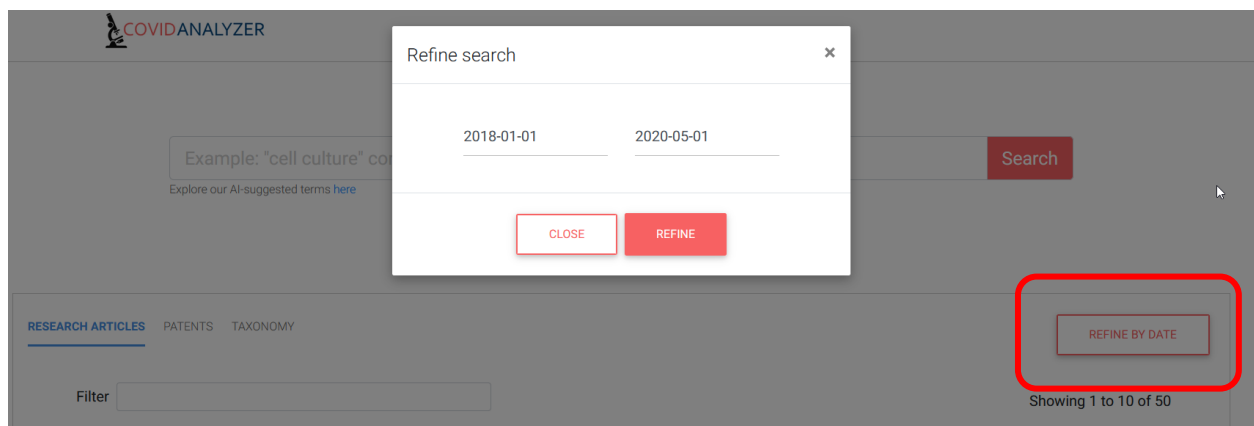 COVIDANALYZER
Refine search ×
2018-01-01 2020-05-01
Example: "cell culture" Search
Explore our AI-suggested terms here
CLOSE REFINE
RESEARCH ARTICLES PATENTS TAXONOMY REFINE BY DATE
Filter Showing 1 to 10 of 50